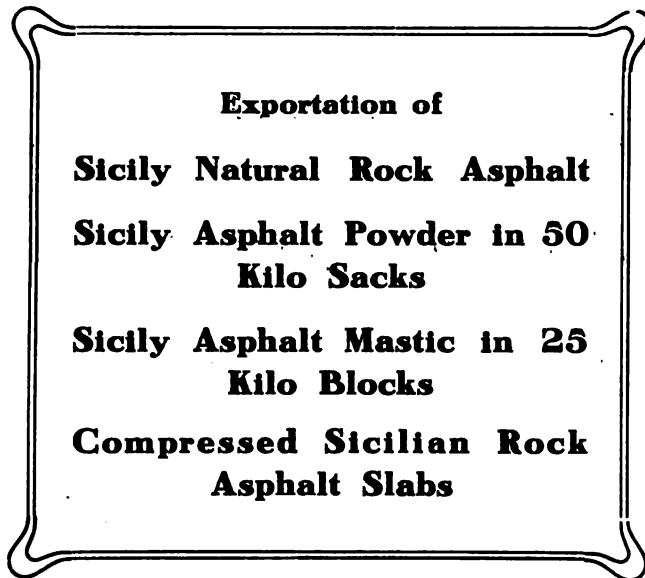 Exportation of
Sicily Natural Rock Asphalt
Sicily Asphalt Powder in 50
Kilo Sacks
Sicily Asphalt Mastic in 25
Kilo Blocks
Compressed Sicilian Rock
Asphalt Slabs